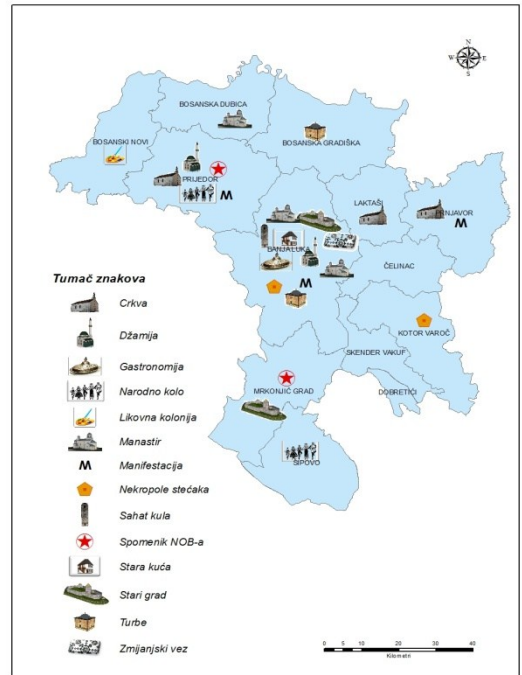 N
W E
S
BOSANSKA DUBICA
BOSANSKA GRADIŠKA
BOSANSKI NOVI
PRIJEDOR
M
LAKTAŠI
PRNJAVOR
M
BANJA LUKA
ČELINAC
M
KOTOR VAROČ
SKENDER VAKUF
MRKONJIĆ GRAD
DOBRETIĆI
ŠIPOVO
Tumač znakova
Crkva
Džamija
Gastronomija
Narodno kolo
Likovna kolonija
Manastir
M Manifestacija
Nekropole stećaka
Sahat kula
Spomenik NOB-a
Stara kuća
Stari grad
Turbe
Zmijanjski vez
0 5 10 20 30 40
Kilometri